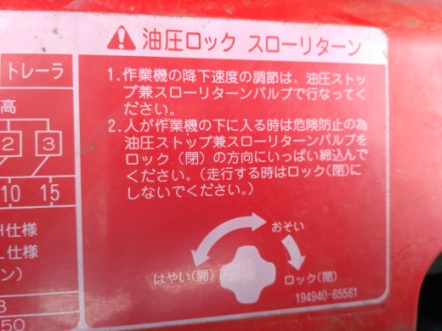 油圧ロック スローリターン
1.作業機の降下速度の調節は、油圧ストッ
プ兼スローリターンバルブで行なってく
ださい。
2.人が作業機の下に入る時は危険防止の為
油圧ストップ兼スローリターンバルブを
ロック(閉)の方向にいっぱい締込んで
ください。(走行する時はロック(閉)に
しないでください。)
おそい
はやい(開)
ロック(閉)
194940-65561
トレーラ
高
2 3
10 15
仕様
仕様
ン)
50